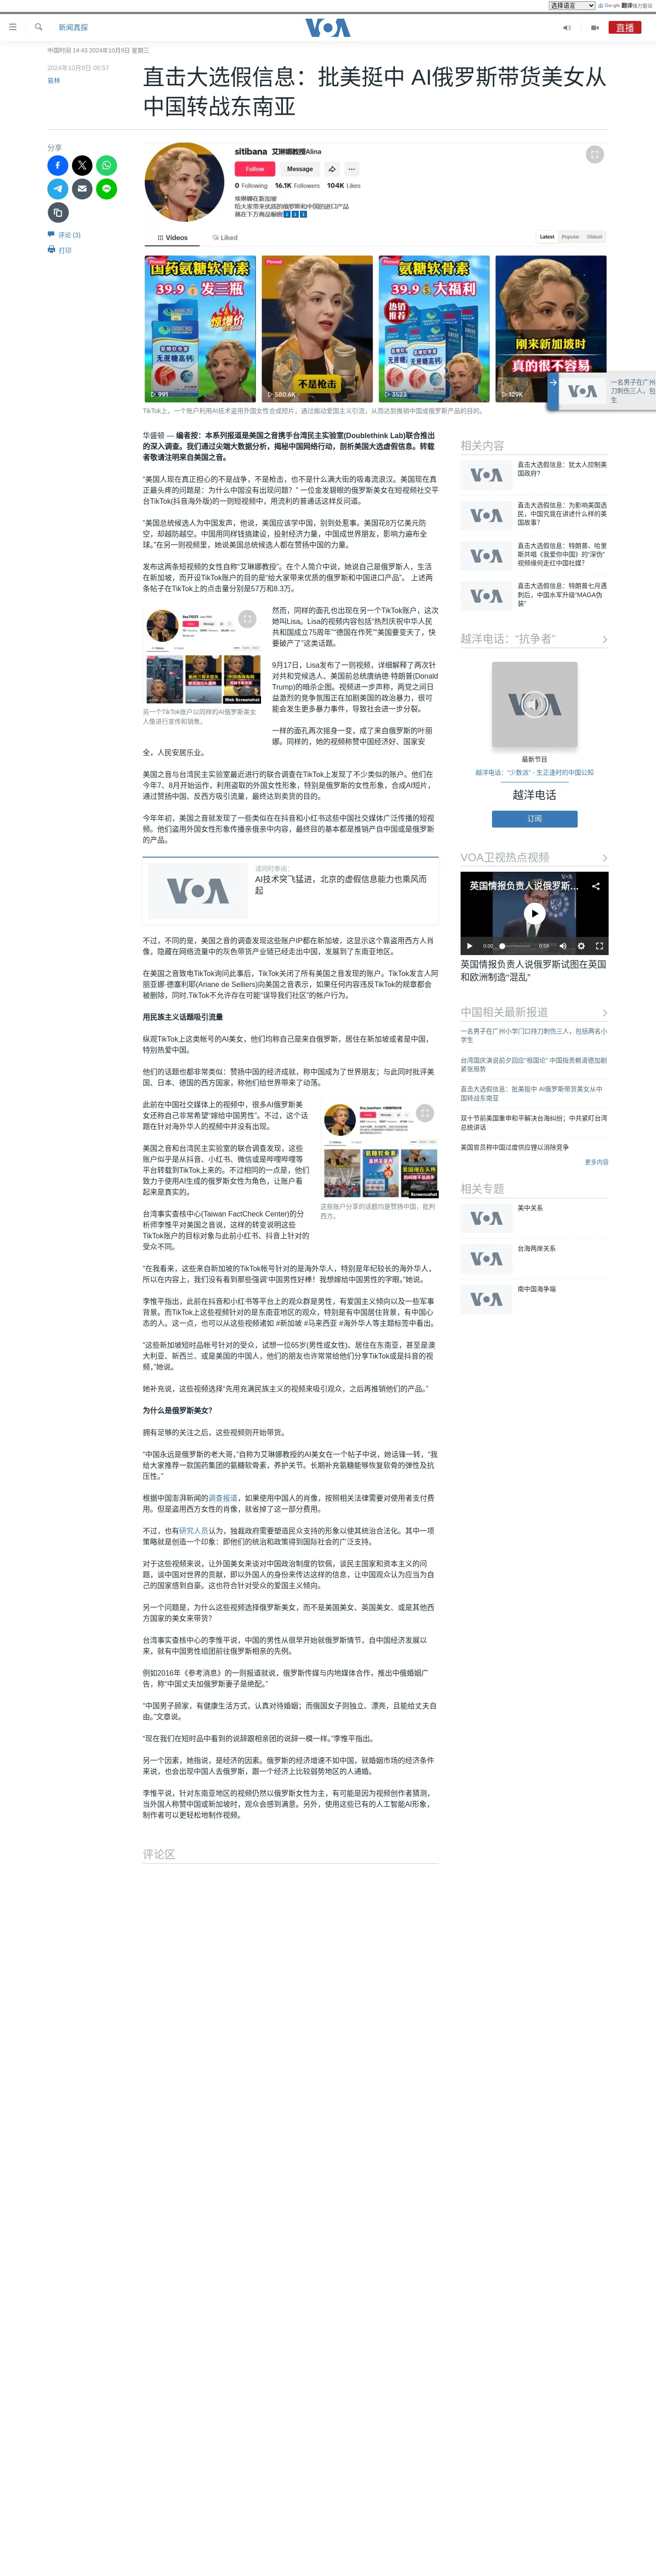 选择语言 由 Google 翻译强力驱动
新闻真探
VOA
直播
中国时间 14:43 2024年10月9日 星期三
2024年10月9日 08:57
易林
直击大选假信息：批美挺中 AI俄罗斯带货美女从
中国转战东南亚
分享
评论 (3)
打印
sitibana 艾琳娜教授Alina
Follow Message
0 Following 16.1K Followers 104K Likes
埃琳娜在新加坡
给大家带来优质的俄罗斯和中国的进口产品
就在下方商品橱窗
Videos Liked
Latest Popular Oldest
Pinned
国药氨糖软骨素
39.9 发三瓶
惊爆价
无蔗糖高钙
991
Pinned
不是枪击
580.6K
Pinned
氨糖软骨素
39.9 大福利
热销
推荐
无蔗糖高钙
3523
刚来新加坡时
真的很不容易
129K
一名男子在广州
刀刺伤三人，包
生
TikTok上，一个账户利用AI技术盗用外国女性合成短片，通过煽动爱国主义引流，从而达到推销中国或俄罗斯产品的目的。
华盛顿 — 编者按：本系列报道是美国之音携手台湾民主实验室(Doublethink Lab)联合推出
的深入调查。我们通过尖端大数据分析，揭秘中国网络行动，剖析美国大选虚假信息。转载
者敬请注明来自美国之音。
“美国人现在真正担心的不是战争，不是枪击，也不是什么满大街的吸毒流浪汉。美国现在真
正最头疼的问题是：为什么中国没有出现问题？ ” 一位金发碧眼的俄罗斯美女在短视频社交平
台TikTok(抖音海外版)的一则短视频中，用流利的普通话这样反问道。
“美国总统候选人为中国发声，他说，美国应该学中国，别到处惹事。美国花8万亿美元防
空，却越防越空。中国用同样钱搞建设，投射经济力量，中国成世界朋友，影响力遍布全
球。”在另一则视频里，她说美国总统候选人都在赞扬中国的力量。
发布这两条短视频的女性自称“艾琳娜教授”。在个人简介中，她说自己是俄罗斯人，生活
在新加坡，而开设TikTok账户的目的是“给大家带来优质的俄罗斯和中国进口产品”。 上述两
条帖子在TikTok上的点击量分别是57万和8.3万。
Web Screenshot
另一个TikTok账户以同样的AI俄罗斯美女
人像进行宣传和销售。
然而，同样的面孔也出现在另一个TikTok账户，这次
她叫Lisa。Lisa的视频内容包括“热烈庆祝中华人民
共和国成立75周年”“德国在作死”“美国要变天了，快
要破产了”这类话题。
9月17日，Lisa发布了一则视频，详细解释了两次针
对共和党候选人、美国前总统唐纳德·特朗普(Donald
Trump)的暗杀企图。视频进一步声称，两党之间日
益激烈的竞争氛围正在加剧美国的政治暴力，很可
能会发生更多暴力事件，导致社会进一步分裂。
一样的面孔再次摇身一变，成了来自俄罗斯的叶丽
娜。同样的，她的视频称赞中国经济好、国家安
全，人民安居乐业。
美国之音与台湾民主实验室最近进行的联合调查在TikTok上发现了不少类似的账户。他们在
今年7、8月开始运作，利用盗取的外国女性形象，特别是俄罗斯的女性形象，合成AI短片，
通过赞扬中国、反西方吸引流量，最终达到卖货的目的。
今年年初，美国之音就发现了一些类似在在抖音和小红书这些中国社交媒体广泛传播的短视
频。他们盗用外国女性形象传播亲俄亲中内容，最终目的基本都是推销产自中国或是俄罗斯
的产品。
请同时参阅：
AI技术突飞猛进，北京的虚假信息能力也乘风而
起
不过，不同的是，美国之音的调查发现这些账户IP都在新加坡，这显示这个靠盗用西方人肖
像，隐藏在网络流量中的灰色带货产业链已经走出中国，发展到了东南亚地区。
在美国之音致电TikTok询问此事后，TikTok关闭了所有美国之音发现的账户。TikTok发言人阿
丽亚娜·德塞利耶(Ariane de Selliers)向美国之音表示，如果任何内容违反TikTok的规章都会
被删除，同时,TikTok不允许存在可能“误导我们社区”的帐户行为。
用民族主义话题吸引流量
纵观TikTok上这类帐号的AI美女，他们均称自己是来自俄罗斯，居住在新加坡或者是中国，
特别热爱中国。
他们的话题也都非常类似：赞扬中国的经济成就，称中国成为了世界朋友；与此同时批评美
国、日本、德国的西方国家，称他们给世界带来了动荡。
此前在中国社交媒体上的视频中，很多AI俄罗斯美
女还称自己非常希望“嫁给中国男性”。不过，这个话
题在针对海外华人的视频中并没有出现。
Screenshot
这些账户分享的话题均是赞扬中国，批判
西方。
美国之音和台湾民主实验室的联合调查发现，这些
账户似乎是从抖音、小红书、微信或是哔哩哔哩等
平台转载到TikTok上来的。不过相同的一点是，他们
致力于使用AI生成的俄罗斯女性为角色，让账户看
起来是真实的。
台湾事实查核中心(Taiwan FactCheck Center)的分
析师李惟平对美国之音说，这样的转变说明这些
TikTok账户的目标对象与此前小红书、抖音上针对的
受众不同。
“在我看来，这些来自新加坡的TikTok帐号针对的是海外华人，特别是年纪较长的海外华人，
所以在内容上，我们没有看到那些强调‘中国男性好棒！我想嫁给中国男性的字眼。”她说。
李惟平指出，此前在抖音和小红书等平台上的观众群是男性，有爱国主义倾向以及一些军事
背景。而TikTok上这些视频针对的是东南亚地区的观众，特别是有中国居住背景，有中国心
态的人。这一点，也可以从这些视频诸如 #新加坡 #马来西亚 #海外华人等主题标签中看出。
“这些新加坡短时品帐号针对的受众，试想一位65岁(男性或女性)、居住在东南亚，甚至是澳
大利亚、新西兰、或是美国的中国人，他们的朋友也许常常给他们分享TikTok或是抖音的视
频，”她说。
她补充说，这些视频选择“先用充满民族主义的视频来吸引观众，之后再推销他们的产品。”
为什么是俄罗斯美女？
拥有足够的关注之后，这些视频则开始带货。
“中国永远是俄罗斯的老大哥，”自称为艾琳娜教授的AI美女在一个帖子中说，她话锋一转，“我
给大家推荐一款国药集团的氨糖软骨素，养护关节。长期补充氨糖能够恢复软骨的弹性及抗
压性。”
根据中国澎湃新闻的调查报道，如果使用中国人的肖像，按照相关法律需要对使用者支付费
用。但是盗用西方女性的肖像，就省掉了这一部分费用。
不过，也有研究人员认为，独裁政府需要塑造民众支持的形象以使其统治合法化。其中一项
策略就是创造一个印象：即他们的统治和政策得到国际社会的广泛支持。
对于这些视频来说，让外国美女来谈对中国政治制度的钦佩，谈民主国家和资本主义的问
题，谈中国对世界的贡献，即以外国人的身份来传达这样的信息，让中国观众认为应当为自
己的国家感到自豪。这也符合针对受众的爱国主义倾向。
另一个问题是，为什么这些视频选择俄罗斯美女，而不是美国美女、英国美女、或是其他西
方国家的美女来带货？
台湾事实查核中心的李惟平说，中国的男性从很早开始就俄罗斯情节，自中国经济发展以
来，就有中国男性组团前往俄罗斯相亲的先例。
例如2016年《参考消息》的一则报道就说，俄罗斯传媒与内地媒体合作，推出中俄婚姻广
告，称“中国丈夫加俄罗斯妻子是绝配。”
“中国男子顾家，有健康生活方式，认真对待婚姻；而俄国女子则独立、漂亮，且能给丈夫自
由。”文章说。
“现在我们在短时品中看到的说辞跟相亲团的说辞一模一样。”李惟平指出。
另一个因素，她指说，是经济的因素。俄罗斯的经济增速不如中国，就婚姻市场的经济条件
来说，也会出现中国人去俄罗斯，跟一个经济上比较弱势地区的人通婚。
李惟平说，针对东南亚地区的视频仍然以俄罗斯女性为主，有可能是因为视频创作者猜测，
当外国人称赞中国或新加坡时，观众会感到满意。另外，使用这些已有的人工智能AI形象，
制作者可以更轻松地制作视频。
评论区
相关内容
直击大选假信息：犹太人控制美
国政府?
直击大选假信息：为影响美国选
民，中国究竟在讲述什么样的美
国故事？
直击大选假信息：特朗普、哈里
斯共唱《我爱你中国》的“深伪”
视频缘何走红中国社媒？
直击大选假信息：特朗普七月遇
刺后，中国水军升级“MAGA伪
装”
越洋电话：“抗争者”
最新节目
越洋电话：“少数派” - 生正逢时的中国公知
越洋电话
订阅
VOA卫视热点视频
英国情报负责人说俄罗斯…
0:00 0:59
英国情报负责人说俄罗斯试图在英国
和欧洲制造“混乱”
中国相关最新报道
一名男子在广州小学门口持刀刺伤三人，包括两名小
学生
台湾国庆演说前夕回应“祖国论” 中国指责赖清德加剧
紧张局势
直击大选假信息：批美挺中 AI俄罗斯带货美女从中
国转战东南亚
双十节前美国重申和平解决台海纠纷；中共紧盯台湾
总统讲话
美国官员称中国过度供应锂以消除竞争
更多内容
相关专题
美中关系
台海两岸关系
南中国海争端